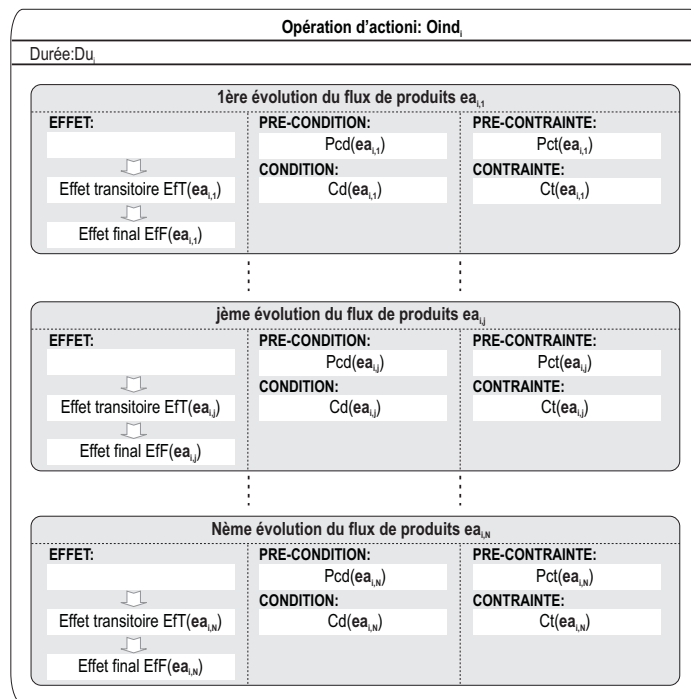 Opération d'actioni: Oindi
Durée:Dui
1ère évolution du flux de produits eai,1
EFFET:
Effet transitoire EfT(eai,1)
Effet final EfF(eai,1)
PRE-CONDITION:
Pcd(eai,1)
CONDITION:
Cd(eai,1)
PRE-CONTRAINTE:
Pct(eai,1)
CONTRAINTE:
Ct(eai,1)
jème évolution du flux de produits eai,j
EFFET:
Effet transitoire EfT(eai,j)
Effet final EfF(eai,j)
PRE-CONDITION:
Pcd(eai,j)
CONDITION:
Cd(eai,j)
PRE-CONTRAINTE:
Pct(eai,j)
CONTRAINTE:
Ct(eai,j)
Nème évolution du flux de produits eai,N
EFFET:
Effet transitoire EfT(eai,N)
Effet final EfF(eai,N)
PRE-CONDITION:
Pcd(eai,N)
CONDITION:
Cd(eai,N)
PRE-CONTRAINTE:
Pct(eai,N)
CONTRAINTE:
Ct(eai,N)